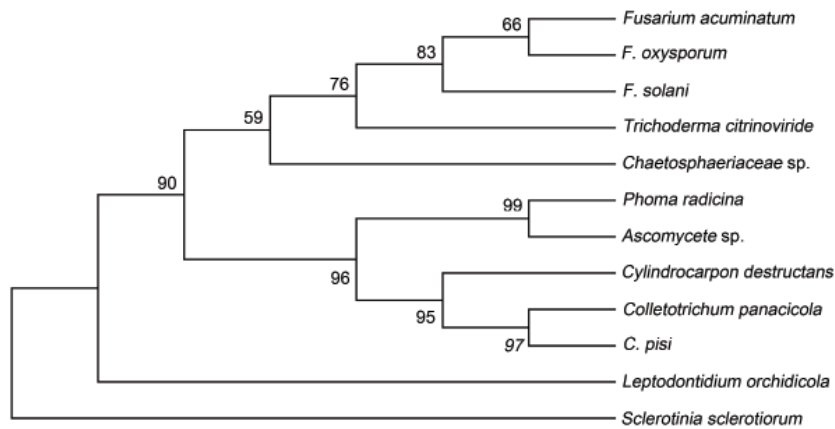 Fusarium acuminatum
66
F. oxysporum
83
F. solani
76
Trichoderma citrinoviride
59
Chaetosphaeriaceae sp.
90
Phoma radicina
99
Ascomycete sp.
96
Cylindrocarpon destructans
95
Colletotrichum panacicola
97
C. pisi
Leptodontidium orchidicola
Sclerotinia sclerotiorum